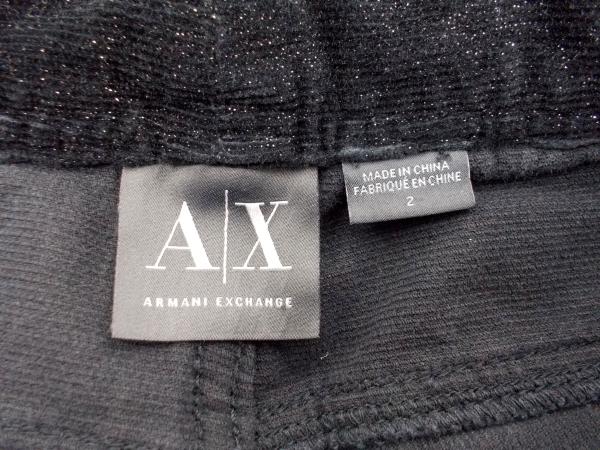 A|X
ARMANI EXCHANGE
MADE IN CHINA
FABRIQUÉ EN CHINE
2